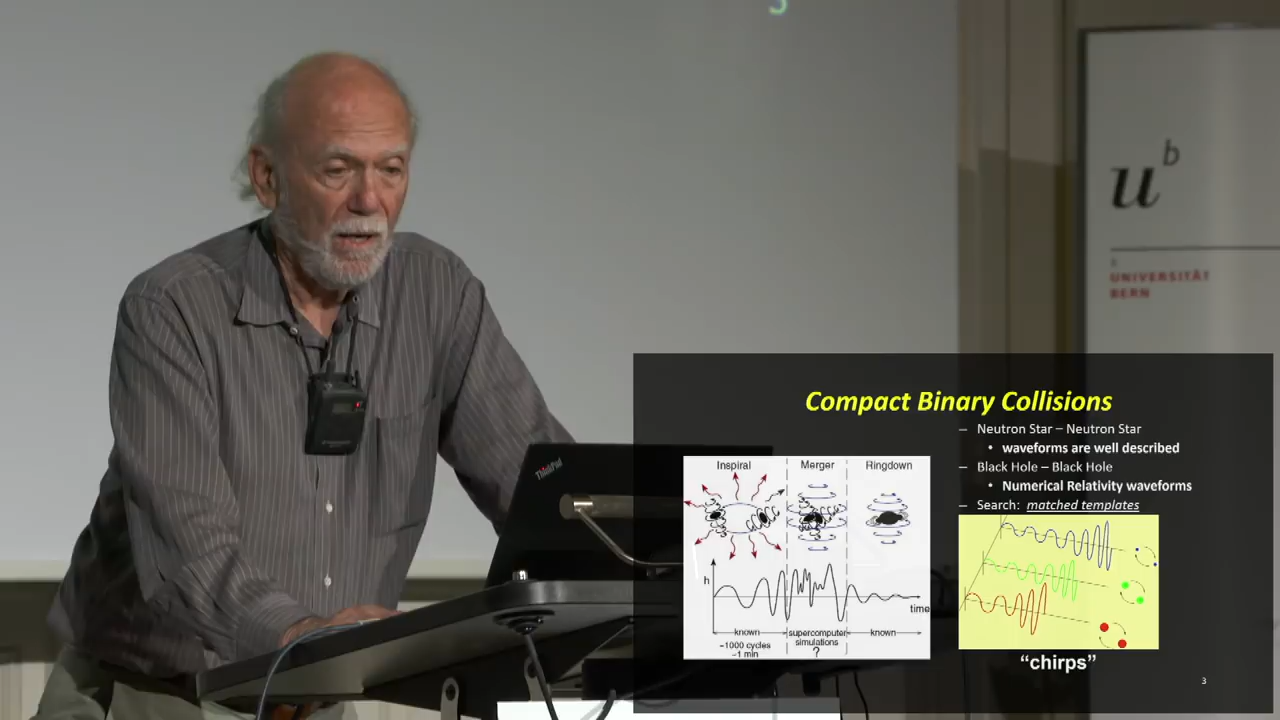 u^b
b
UNIVERSITÄT
BERN
ThinkPad
Compact Binary Collisions
– Neutron Star – Neutron Star
• waveforms are well described
– Black Hole – Black Hole
• Numerical Relativity waveforms
– Search: matched templates
Inspiral Merger Ringdown
h
time
known supercomputer simulations ? known
~1000 cycles
~1 min
“chirps”
3